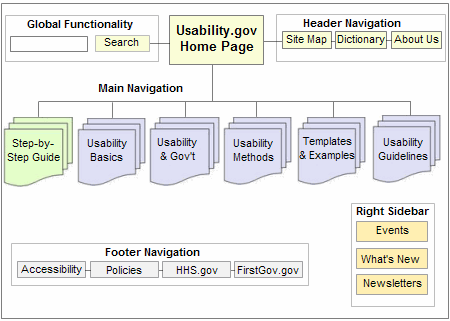 Global Functionality
Search
Usability.gov
Home Page
Header Navigation
Site Map
Dictionary
About Us
Main Navigation
Step-by-
Step Guide
Usability
Basics
Usability
& Gov't
Usability
Methods
Templates
& Examples
Usability
Guidelines
Right Sidebar
Events
What's New
Newsletters
Footer Navigation
Accessibility
Policies
HHS.gov
FirstGov.gov